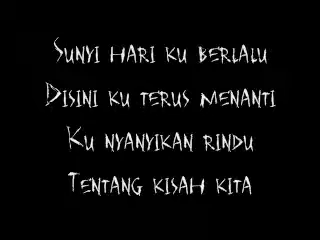 Sunyi hari ku berlalu
Disini ku terus menanti
Ku nyanyikan rindu
Tentang kisah kita